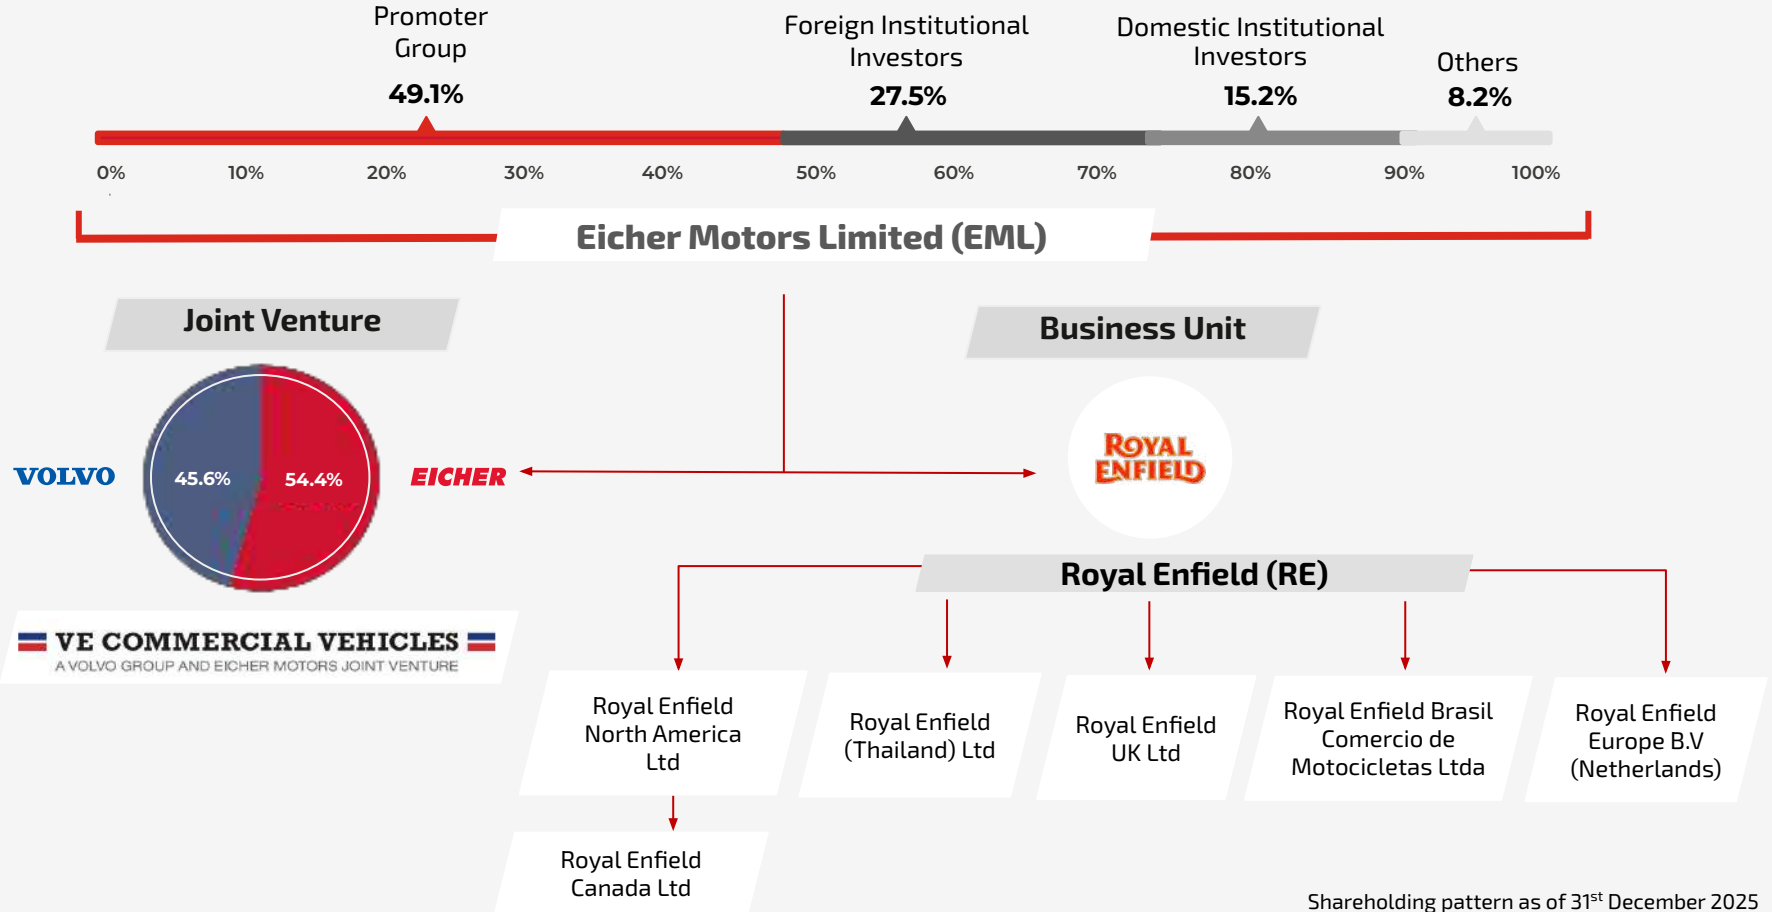 Promoter
Group
49.1%
Foreign Institutional
Investors
27.5%
Domestic Institutional
Investors
15.2%
Others
8.2%
0% 10% 20% 30% 40% 50% 60% 70% 80% 90% 100%
Eicher Motors Limited (EML)
Joint Venture
Business Unit
VOLVO
45.6%
54.4%
EICHER
ROYAL
ENFIELD
VE COMMERCIAL VEHICLES
A VOLVO GROUP AND EICHER MOTORS JOINT VENTURE
Royal Enfield (RE)
Royal Enfield
North America
Ltd
Royal Enfield
(Thailand) Ltd
Royal Enfield
UK Ltd
Royal Enfield Brasil
Comercio de
Motocicletas Ltda
Royal Enfield
Europe B.V
(Netherlands)
Royal Enfield
Canada Ltd
Shareholding pattern as of 31st December 2025